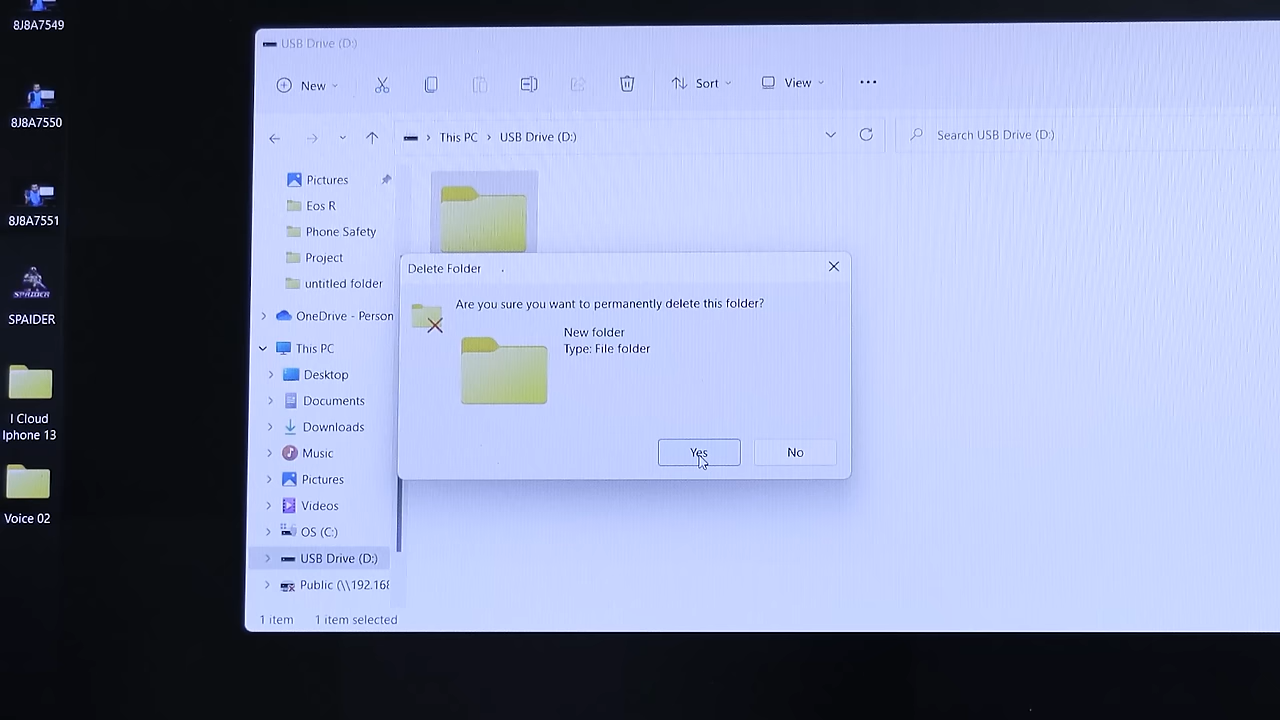 8J8A7549
8J8A7550
8J8A7551
SPAIDER
SPAIDER
I Cloud
Iphone 13
Voice 02
USB Drive (D:)
New
Sort
View
This PC
USB Drive (D:)
Search USB Drive (D:)
Pictures
Eos R
Phone Safety
Project
untitled folder
OneDrive - Person
This PC
Desktop
Documents
Downloads
Music
Pictures
Videos
OS (C:)
USB Drive (D:)
Public (\\192.168
1 item 1 item selected
Delete Folder
Are you sure you want to permanently delete this folder?
New folder
Type: File folder
Yes
No